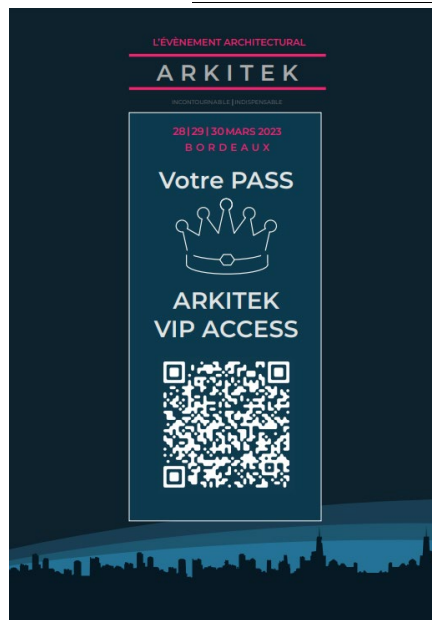 L'ÉVÈNEMENT ARCHITECTURAL
ARKITEK
INCONTOURNABLE | INDISPENSABLE
28 | 29 | 30 MARS 2023
BORDEAUX
Votre PASS
ARKITEK
VIP ACCESS